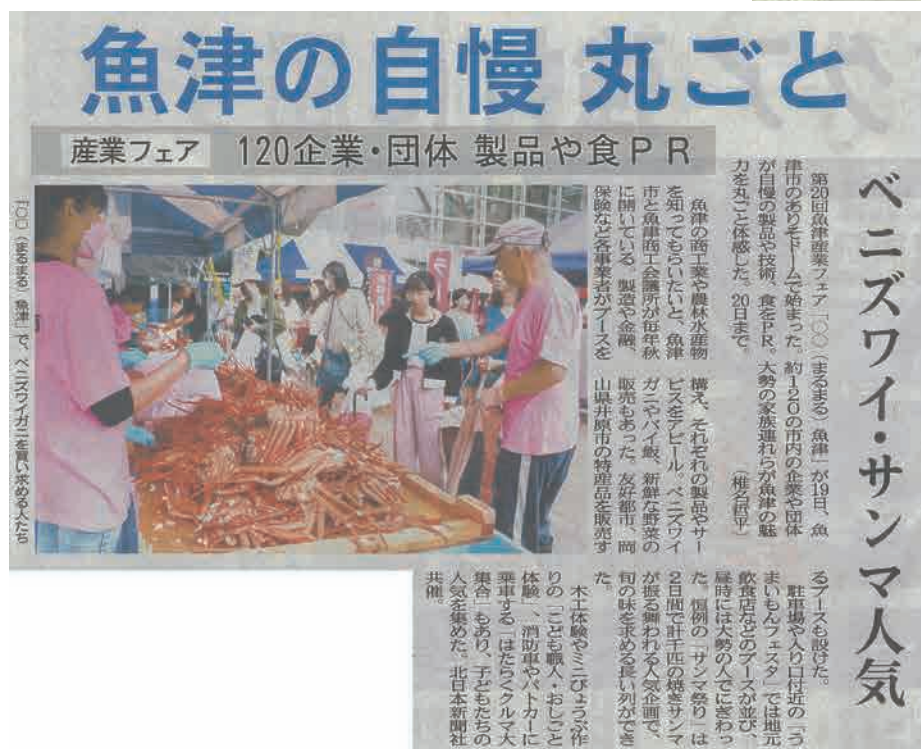 魚津の自慢 丸ごと
産業フェア 120企業・団体 製品や食PR
ベニズワイ・サンマ人気
第20回魚津産業フェア「〇〇(まるまる)魚津」が19日、魚
津市のありそドームで始まった。約120の市内の企業や団体
が自慢の製品や技術、食をPR。大勢の家族連れらが魚津の魅
力を丸ごと体感した。20日まで。
(椎名哲平)
魚津の商工業や農林水産物
を知ってもらいたいと、魚津
市と魚津商工会議所が毎年秋
に開いている。製造や金融、
保険など各事業者がブースを
構え、それぞれの製品やサー
ビスをアピール。ベニズワイ
ガニやバイ飯、新鮮な野菜の
販売もあった。友好都市、岡
山県井原市の特産品を販売す
るブースも設けた。
駐車場や入り口付近の「う
まいもんフェスタ」では地元
飲食店などのブースが並び、
昼時には大勢の人でにぎわっ
た。恒例の「サンマ祭り」は
2日間で計千匹の焼きサンマ
が振る舞われる人気企画で、
旬の味を求める長い列ができ
た。
木工体験やミニびょうぶ作
りの「こども職人・おしごと
体験」、消防車やパトカーに
乗車する「はたらくクルマ大
集合」もあり、子どもたちの
人気を集めた。北日本新聞社
共催。
「〇〇(まるまる)魚津」で、ベニズワイガニを買い求める人たち